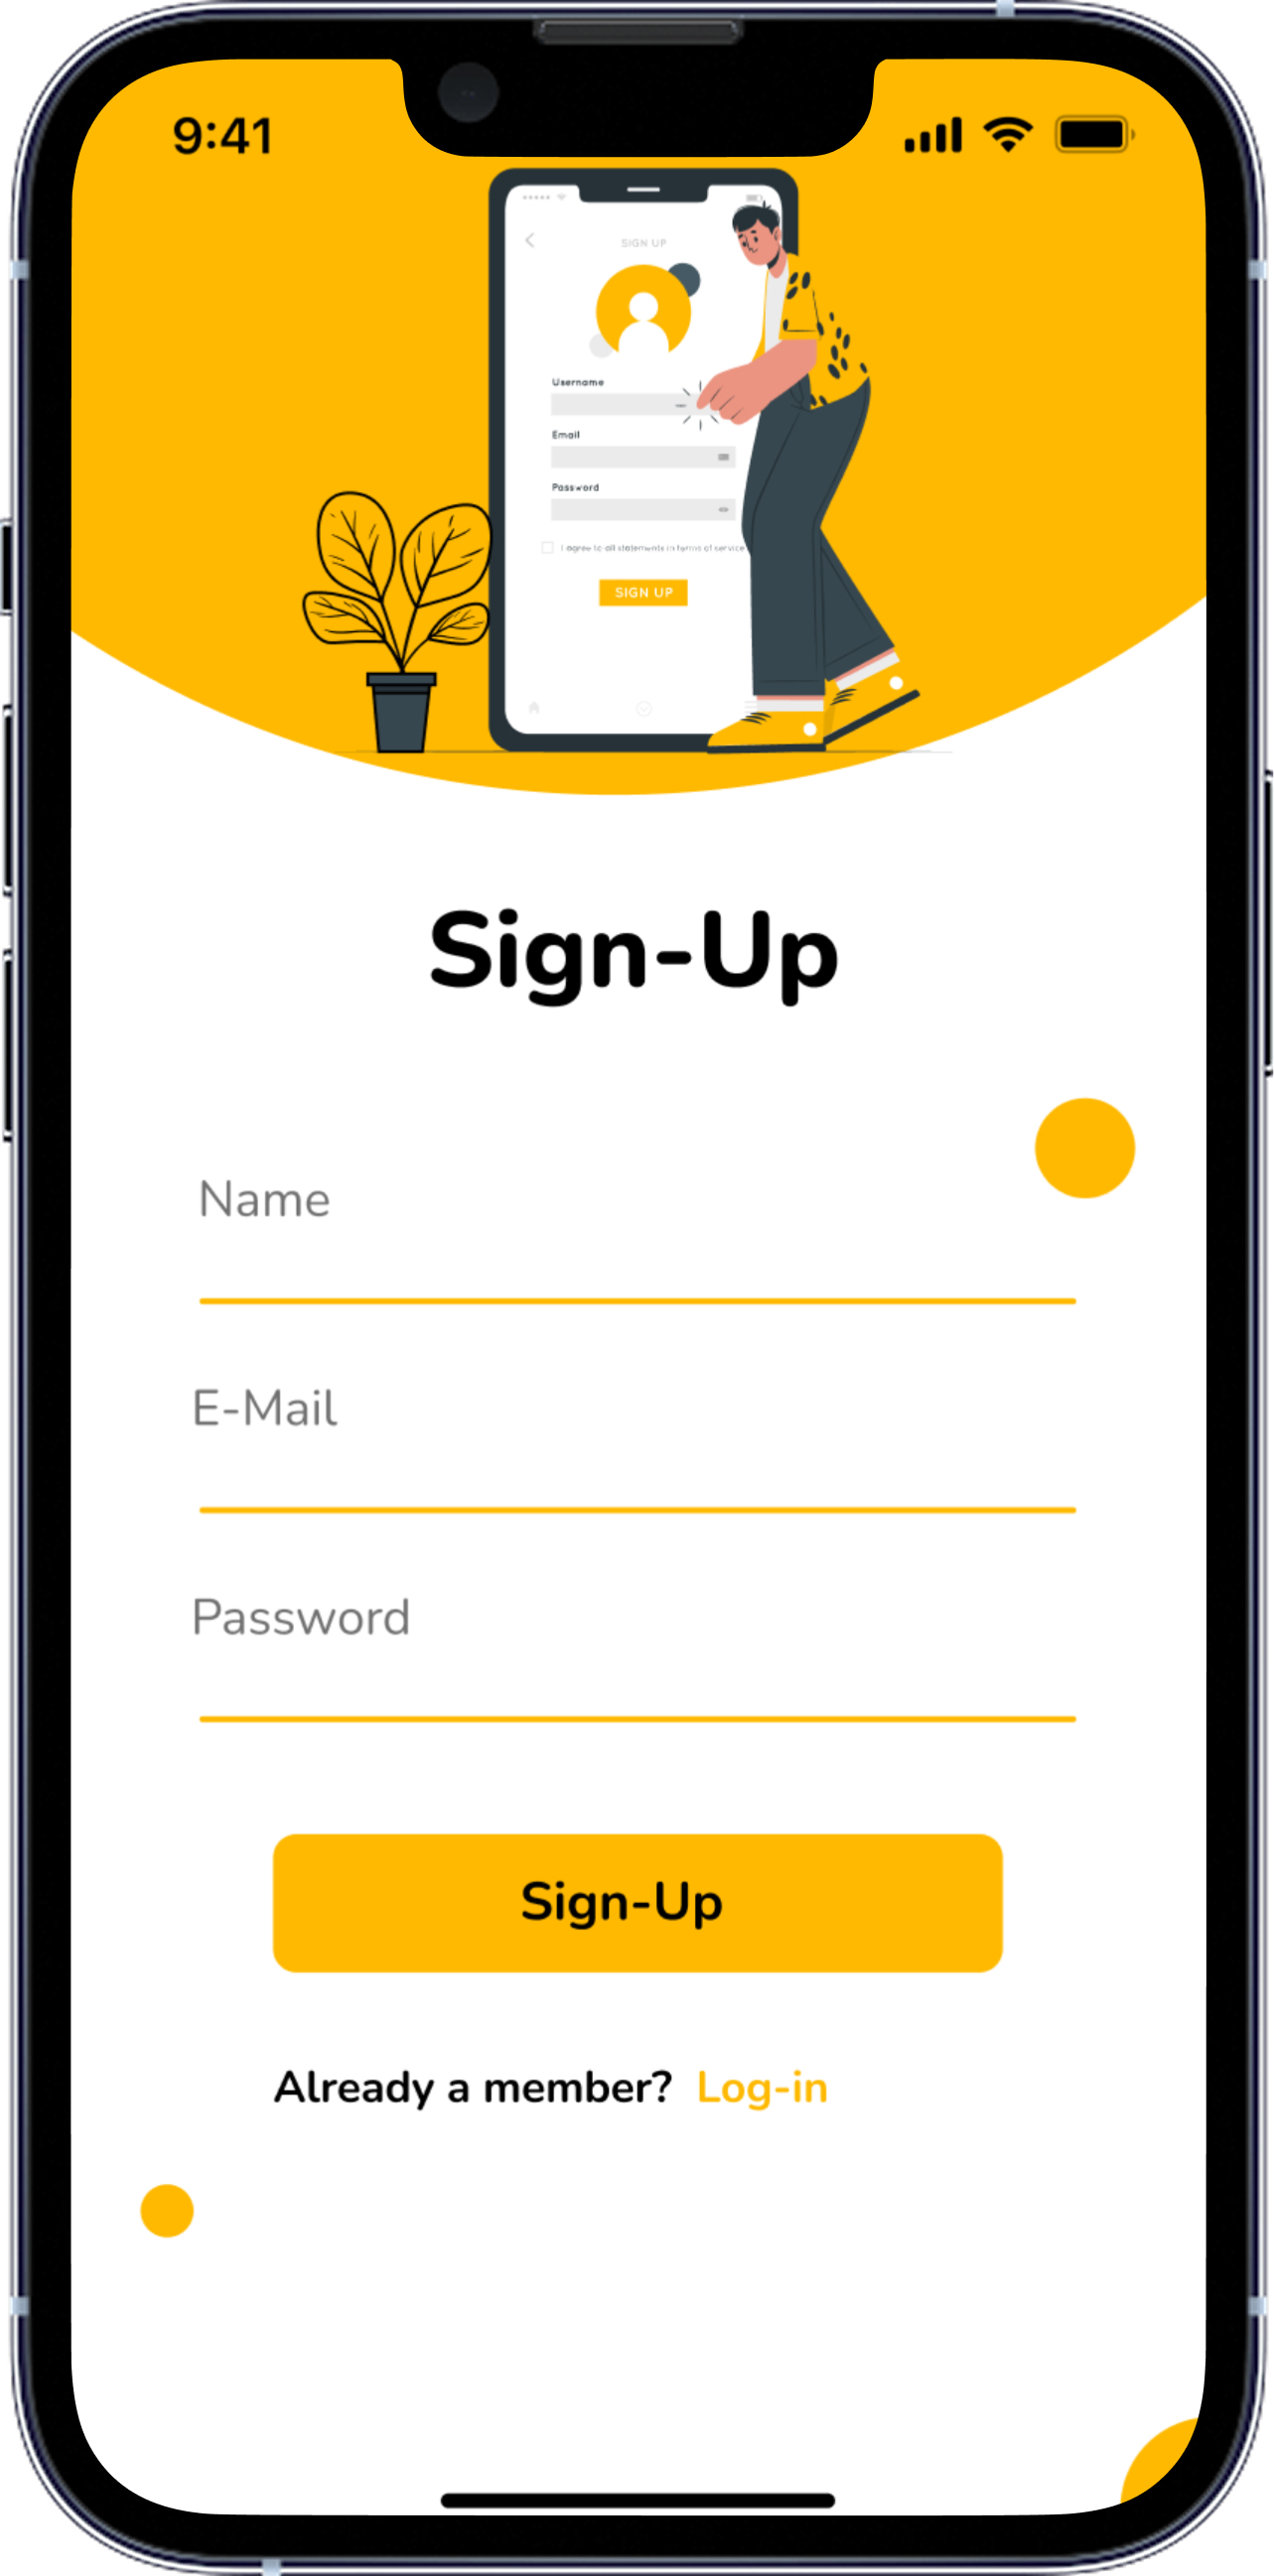 9:41
SIGN UP
Username
Email
Password
I agree to all statements in terms of service
SIGN UP
Sign-Up
Name
E-Mail
Password
Sign-Up
Already a member? Log-in